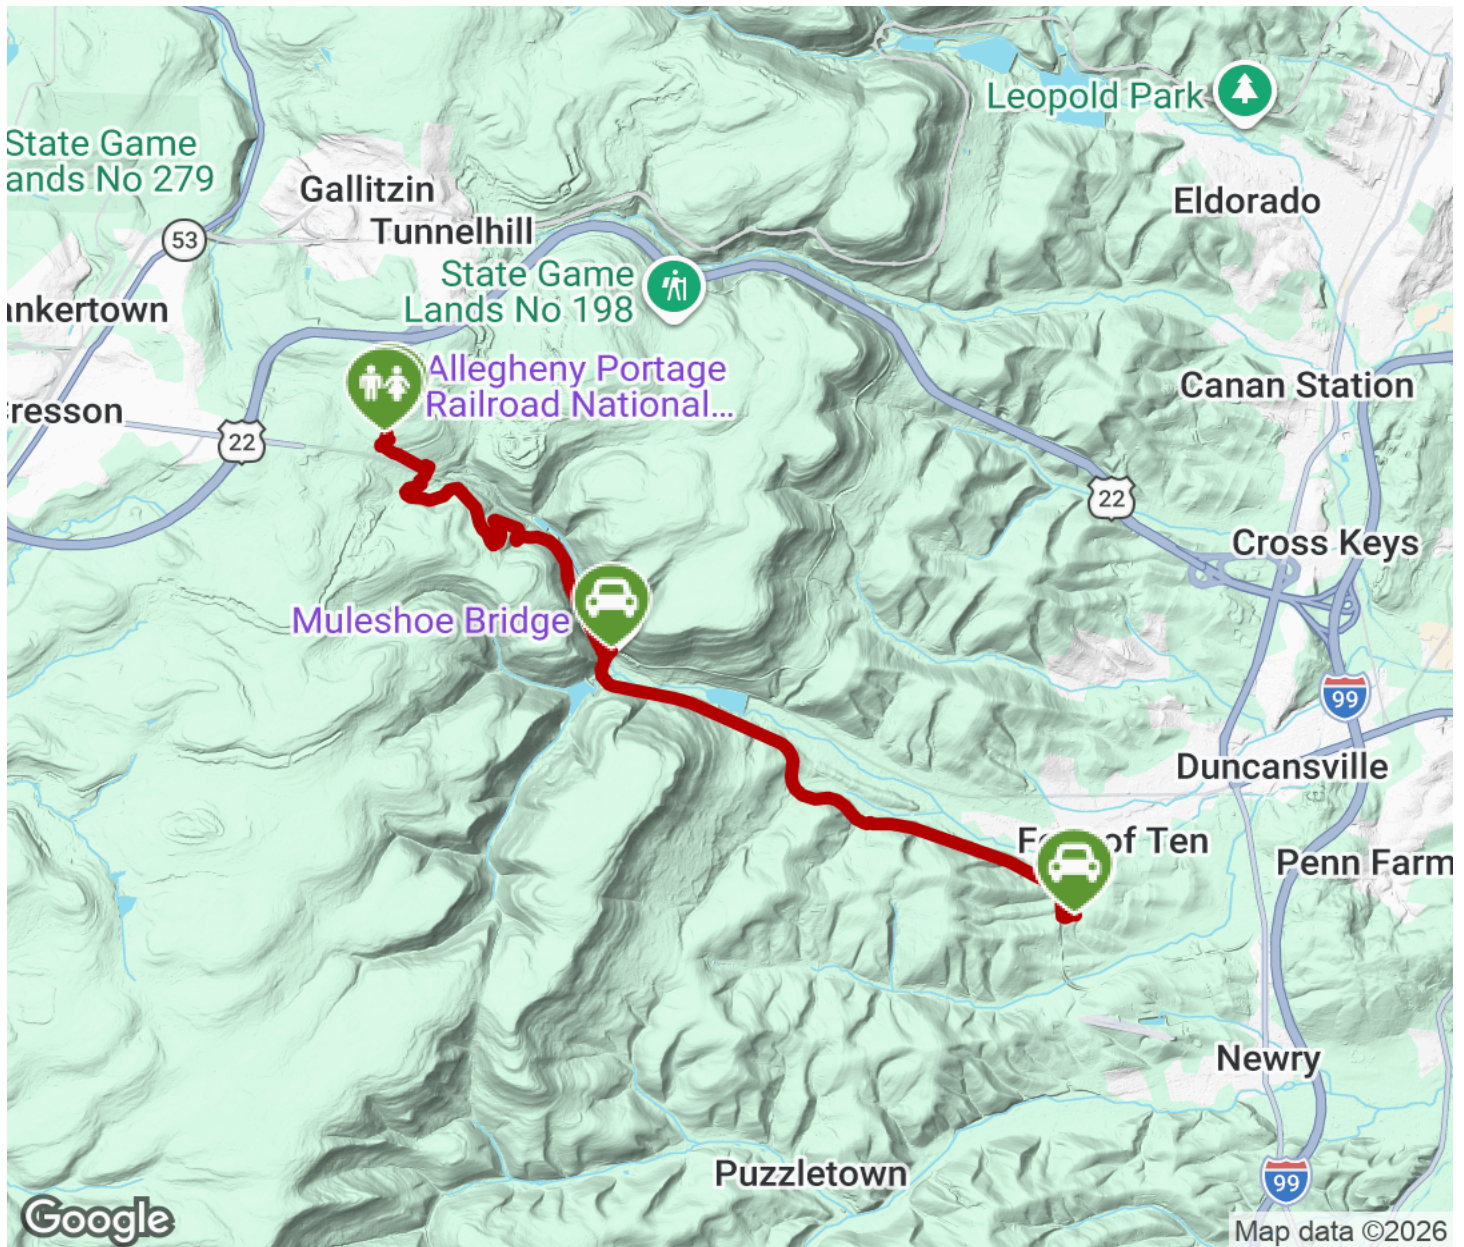 Leopold Park
State Game
ands No 279
Gallitzin
Eldorado
Tunnelhill
53
State Game
Lands No 198
ankertown
Allegheny Portage
Railroad National...
Canan Station
resson
22
22
Cross Keys
Muleshoe Bridge
99
Duncansville
of Ten
Penn Farm
Newry
Puzzletown
99
Google
Map data ©2026